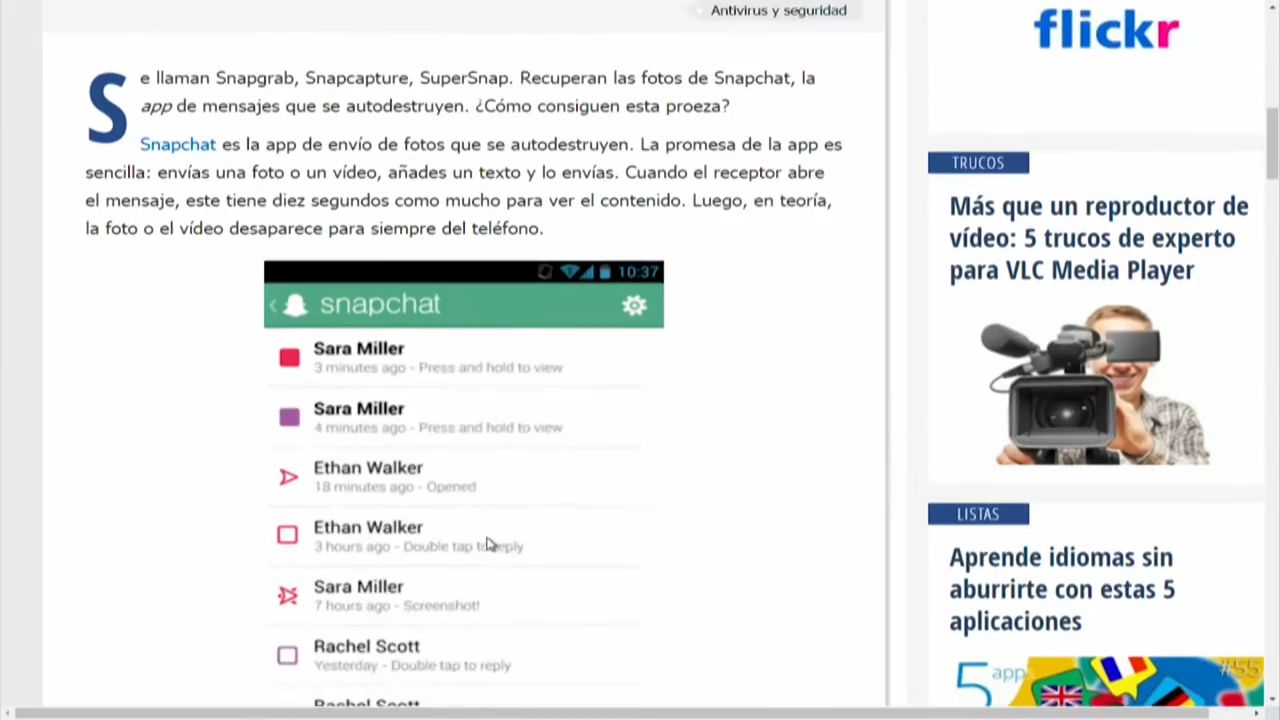 Antivirus y seguridad
Se llaman Snapgrab, Snapcapture, SuperSnap. Recuperan las fotos de Snapchat, la
app de mensajes que se autodestruyen. ¿Cómo consiguen esta proeza?
Snapchat es la app de envío de fotos que se autodestruyen. La promesa de la app es
sencilla: envías una foto o un vídeo, añades un texto y lo envías. Cuando el receptor abre
el mensaje, este tiene diez segundos como mucho para ver el contenido. Luego, en teoría,
la foto o el vídeo desaparece para siempre del teléfono.
10:37
snapchat
Sara Miller
3 minutes ago - Press and hold to view
Sara Miller
4 minutes ago - Press and hold to view
Ethan Walker
18 minutes ago - Opened
Ethan Walker
3 hours ago - Double tap to reply
Sara Miller
7 hours ago - Screenshot!
Rachel Scott
Yesterday - Double tap to reply
Rachel Scott
flickr
TRUCOS
Más que un reproductor de
vídeo: 5 trucos de experto
para VLC Media Player
LISTAS
Aprende idiomas sin
aburrirte con estas 5
aplicaciones
5 apps
#55